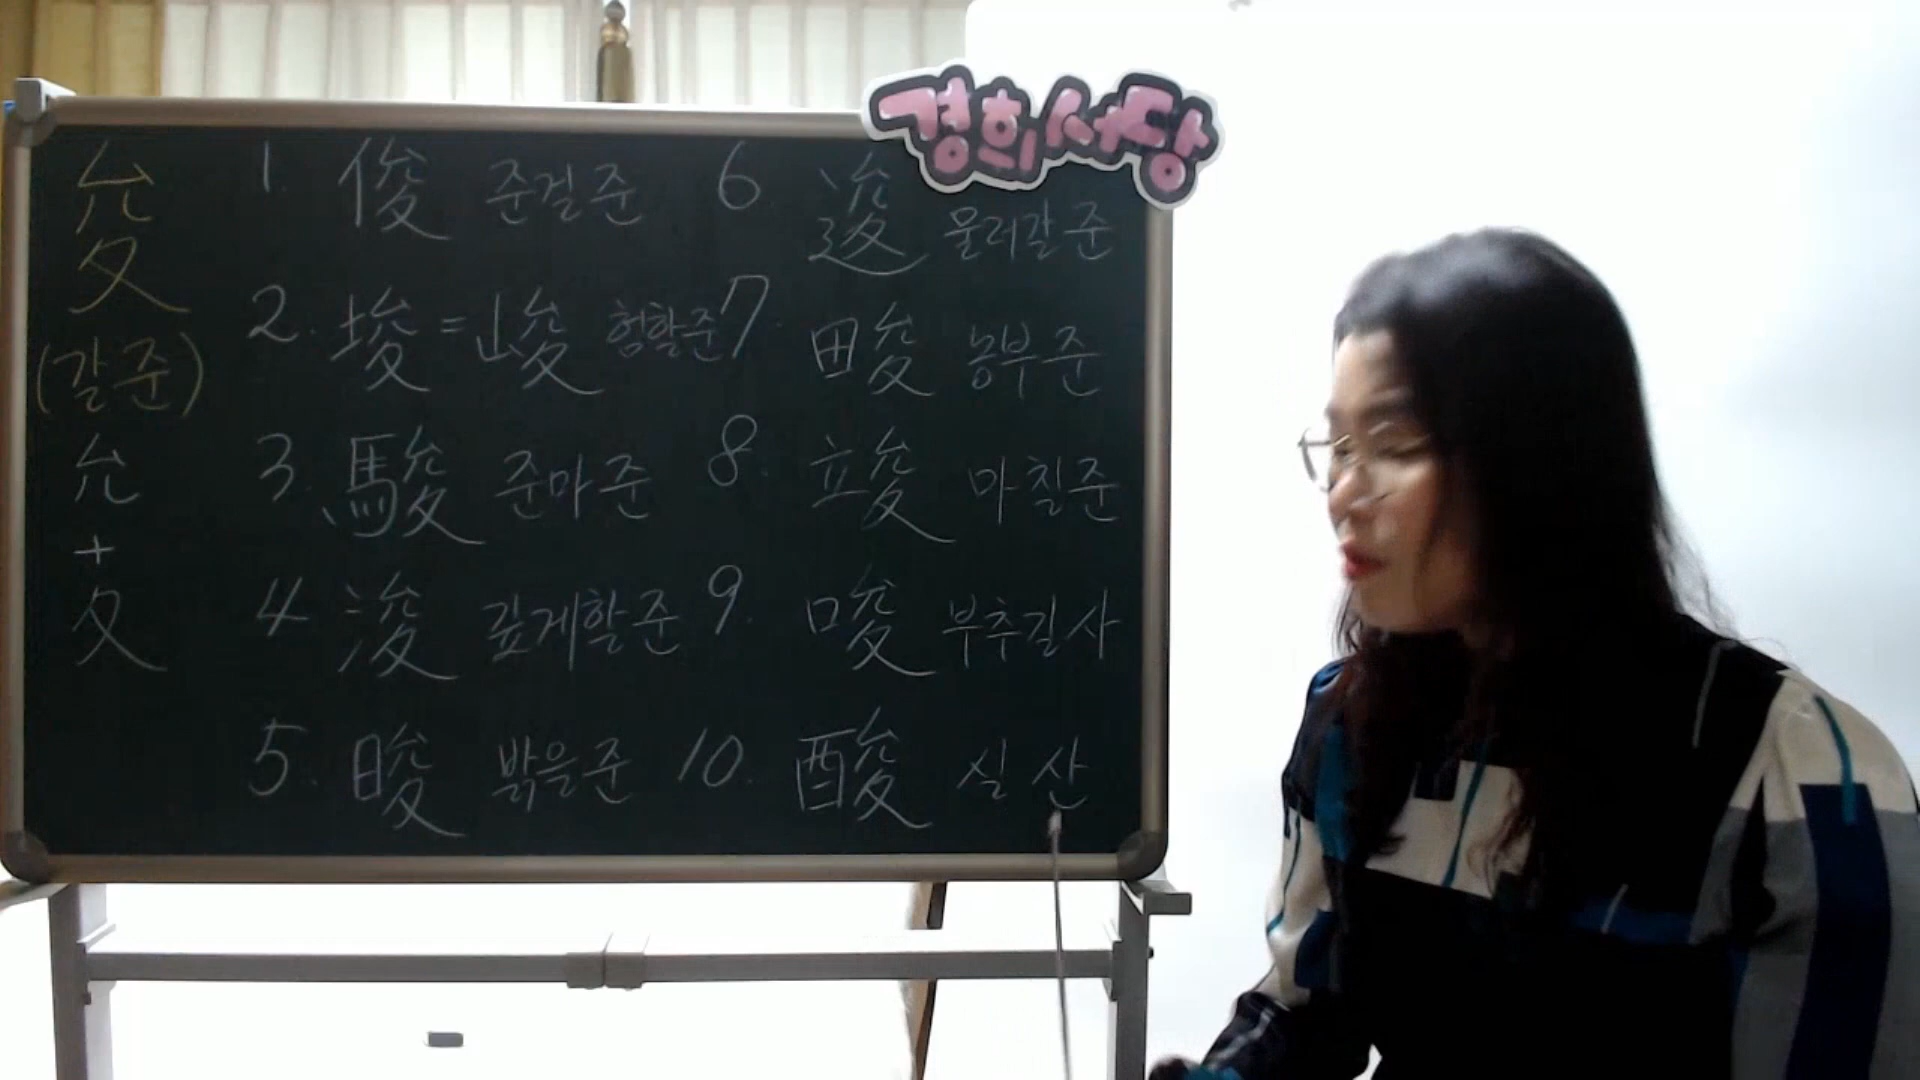 경희서당
夋
(갈준)
允
+
夊
1. 俊 준걸준
2. 埈=峻 험할준
3. 駿 준마준
4. 浚 깊게할준
5. 晙 밝을준
6. 逡 물러갈준
7. 畯 농부준
8. 竣 마칠준
9. 唆 부추길사
10. 酸 실산